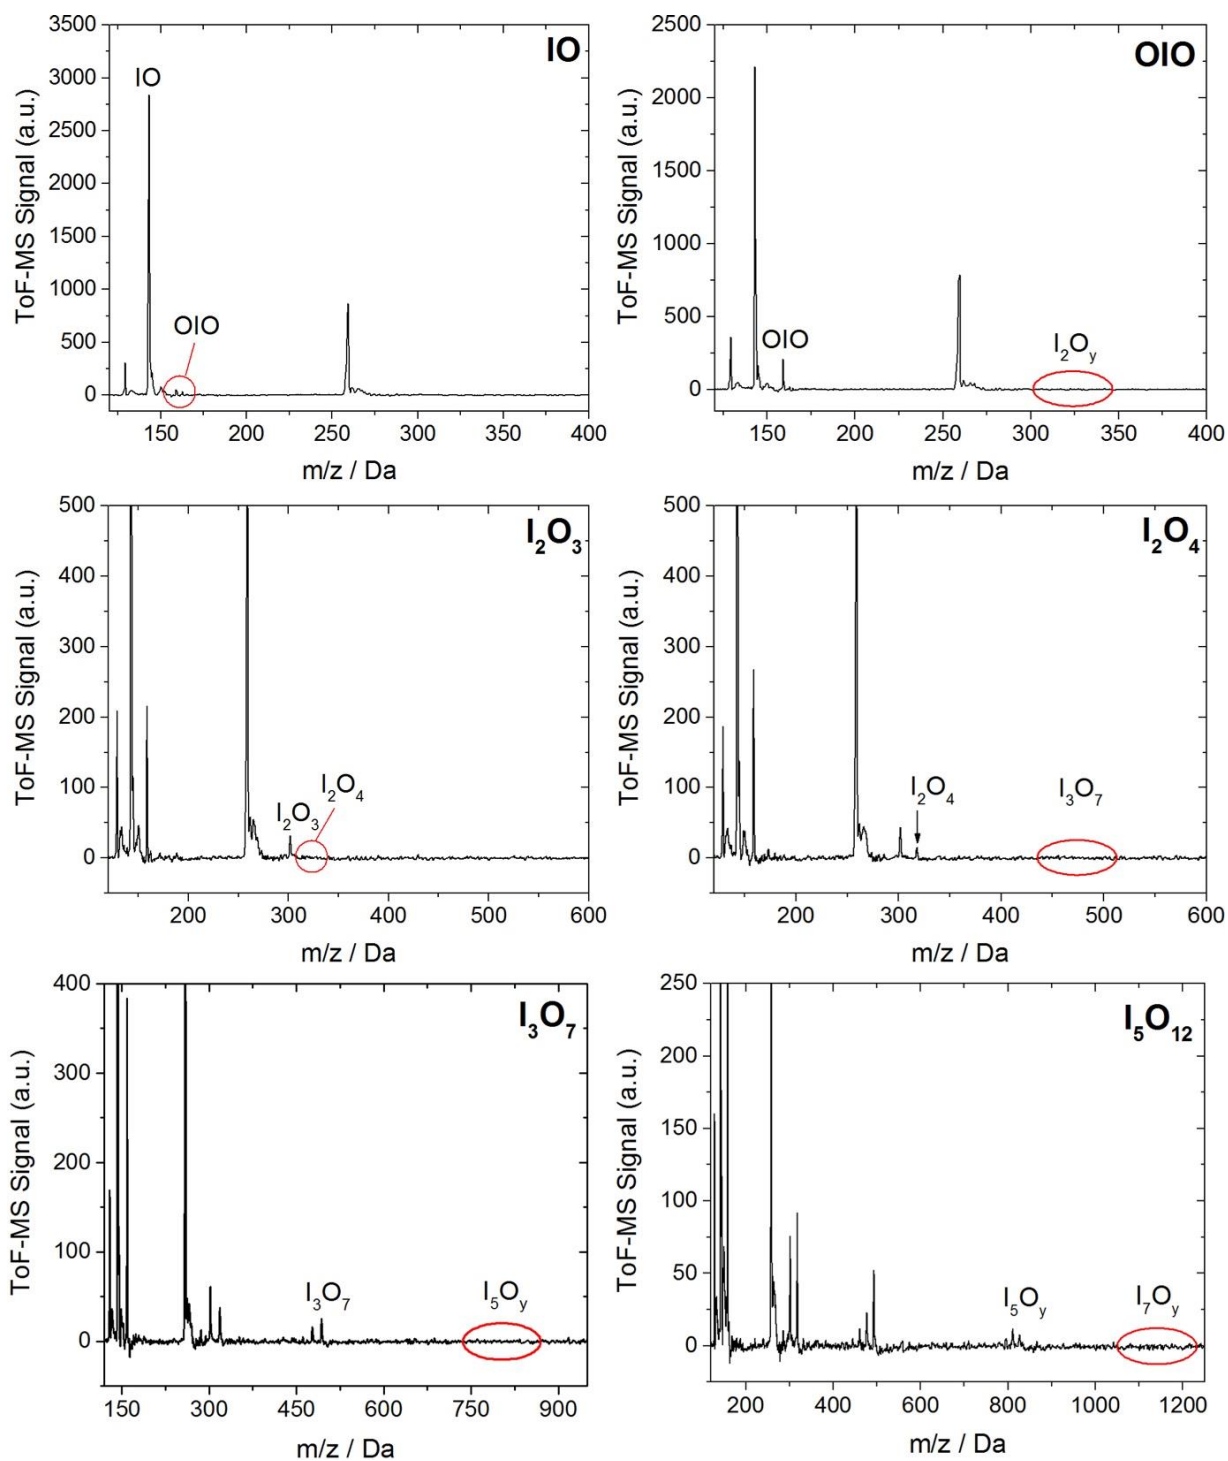 IO
3500
3000
2500
2000
1500
1000
500
0
150 200 250 300 350 400
ToF-MS Signal (a.u.)
m/z / Da
IO
OIO
OIO
2500
2000
1500
1000
500
0
150 200 250 300 350 400
ToF-MS Signal (a.u.)
m/z / Da
OIO
I₂Oᵧ
I₂O₃
500
400
300
200
100
0
200 300 400 500 600
ToF-MS Signal (a.u.)
m/z / Da
I₂O₃
I₂O₄
I₂O₄
500
400
300
200
100
0
200 300 400 500 600
ToF-MS Signal (a.u.)
m/z / Da
I₂O₄
I₃O₇
I₃O₇
400
300
200
100
0
150 300 450 600 750 900
ToF-MS Signal (a.u.)
m/z / Da
I₃O₇
I₅Oᵧ
I₅O₁₂
250
200
150
100
50
0
200 400 600 800 1000 1200
ToF-MS Signal (a.u.)
m/z / Da
I₅Oᵧ
I₇Oᵧ